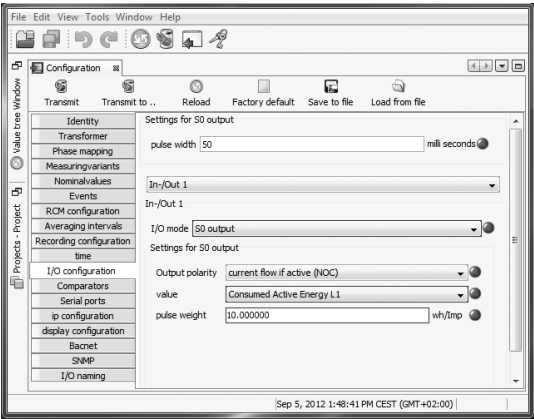 File Edit View Tools Window Help
Configuration
Transmit Transmit to .. Reload Factory default Save to file Load from file
Value tree Window
Projects - Project
Identity
Transformer
Phase mapping
Measuringvariants
Nominalvalues
Events
RCM configuration
Averaging intervals
Recording configuration
time
I/O configuration
Comparators
Serial ports
ip configuration
display configuration
Bacnet
SNMP
I/O naming
Settings for S0 output
pulse width 50 milli seconds
In-/Out 1
In-/Out 1
I/O mode S0 output
Settings for S0 output
Output polarity current flow if active (NOC)
value Consumed Active Energy L1
pulse weight 10.000000 wh/Imp
Sep 5, 2012 1:48:41 PM CEST (GMT+02:00)